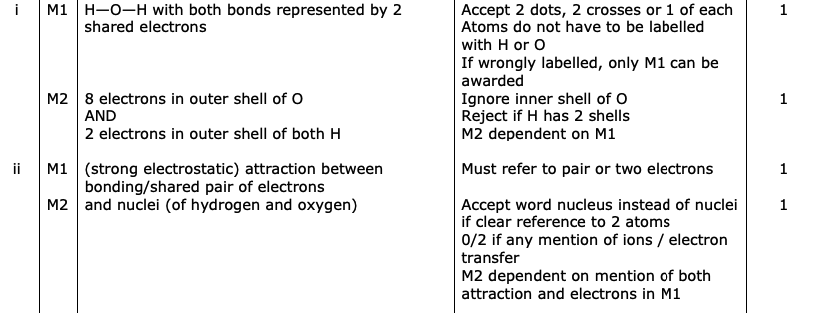 i M1 H—O—H with both bonds represented by 2 Accept 2 dots, 2 crosses or 1 of each 1
shared electrons Atoms do not have to be labelled
with H or O
If wrongly labelled, only M1 can be
awarded
M2 8 electrons in outer shell of O Ignore inner shell of O 1
AND Reject if H has 2 shells
2 electrons in outer shell of both H M2 dependent on M1
ii M1 (strong electrostatic) attraction between Must refer to pair or two electrons 1
bonding/shared pair of electrons
M2 and nuclei (of hydrogen and oxygen) Accept word nucleus instead of nuclei 1
if clear reference to 2 atoms
0/2 if any mention of ions / electron
transfer
M2 dependent on mention of both
attraction and electrons in M1